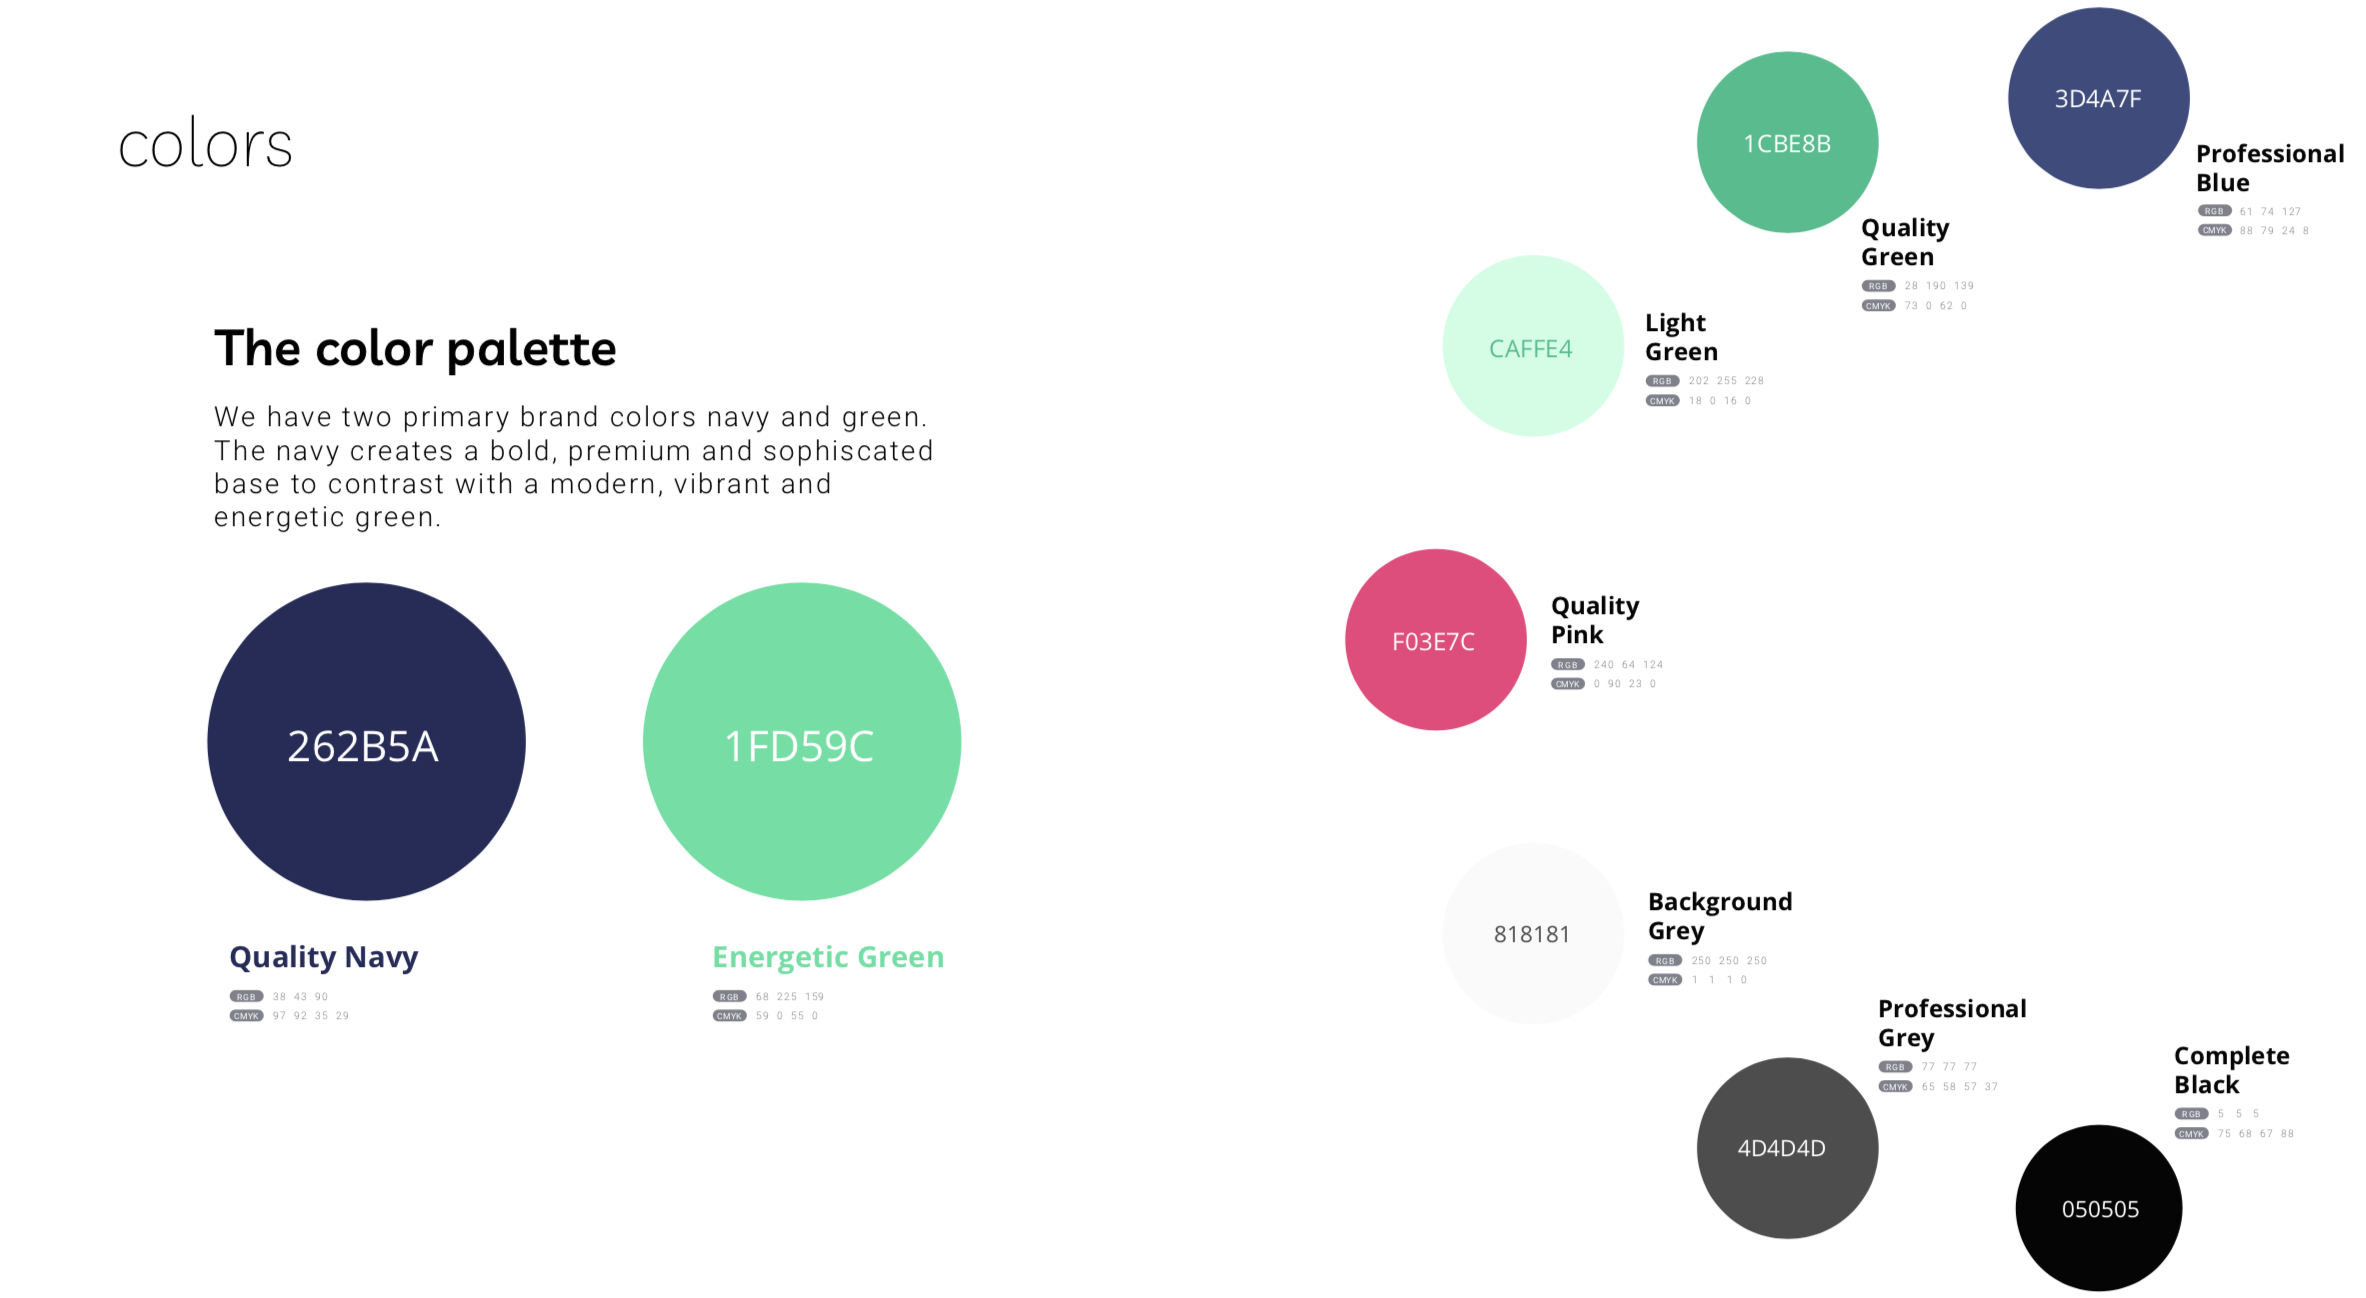 colors
The color palette
We have two primary brand colors navy and green.
The navy creates a bold, premium and sophiscated
base to contrast with a modern, vibrant and
energetic green.
262B5A
Quality Navy
RGB 38 43 90
CMYK 97 92 35 29
1FD59C
Energetic Green
RGB 68 225 159
CMYK 59 0 55 0
3D4A7F
Professional
Blue
RGB 61 74 127
CMYK 88 79 24 8
1CBE8B
Quality
Green
RGB 28 190 139
CMYK 73 0 62 0
CAFFE4
Light
Green
RGB 202 255 228
CMYK 18 0 16 0
F03E7C
Quality
Pink
RGB 240 64 124
CMYK 0 90 23 0
818181
Background
Grey
RGB 250 250 250
CMYK 1 1 1 0
4D4D4D
Professional
Grey
RGB 77 77 77
CMYK 65 58 57 37
050505
Complete
Black
RGB 5 5 5
CMYK 75 68 67 88